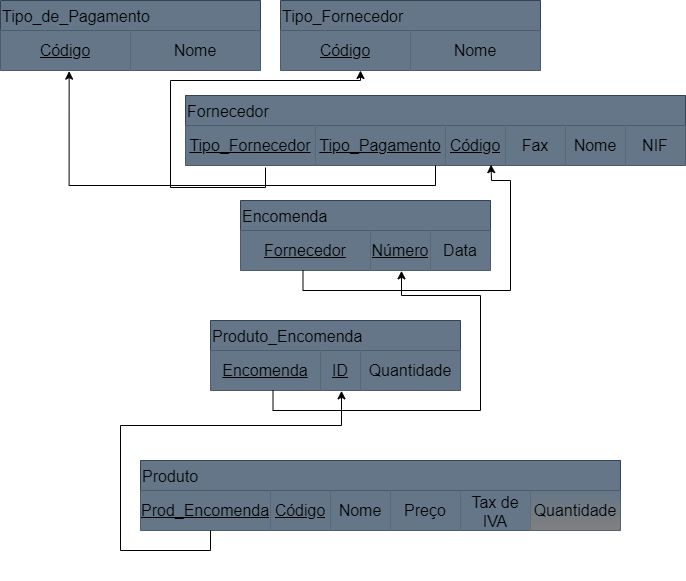 Tipo_de_Pagamento
Código Nome
Tipo_Fornecedor
Código Nome
Fornecedor
Tipo_Fornecedor Tipo_Pagamento Código Fax Nome NIF
Encomenda
Fornecedor Número Data
Produto_Encomenda
Encomenda ID Quantidade
Produto
Prod_Encomenda Código Nome Preço Tax de IVA Quantidade